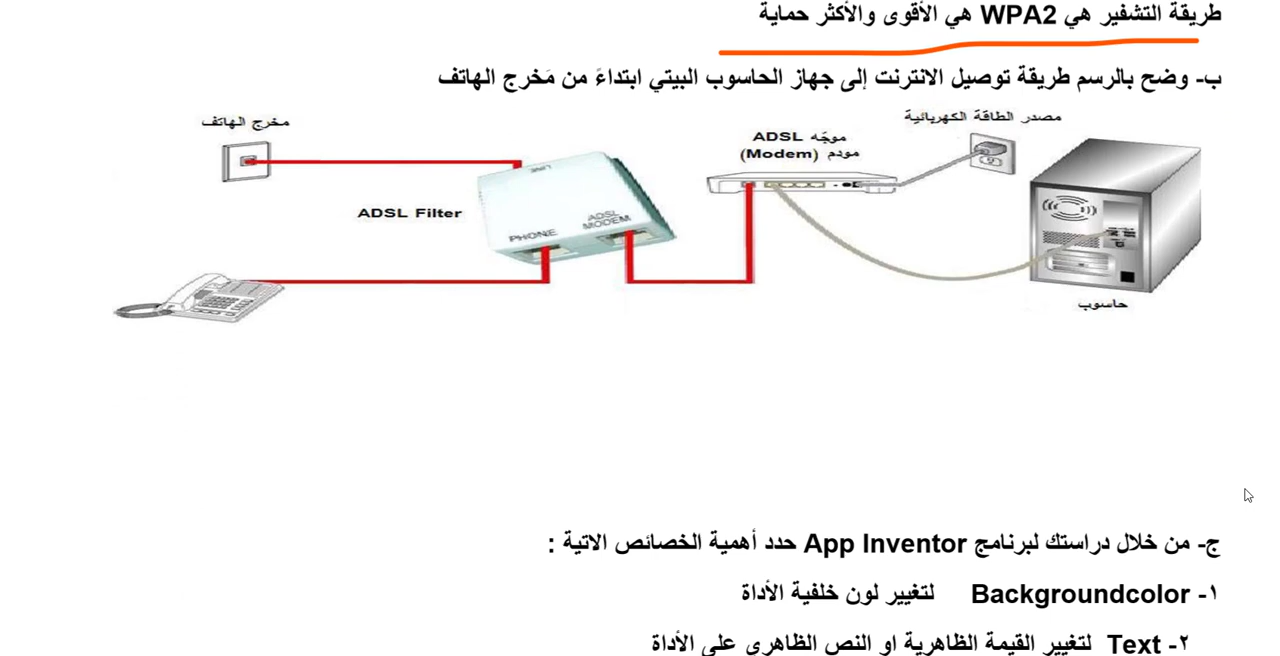 طريقة التشفير هي WPA2 هي الأقوى والأكثر حماية
ب- وضح بالرسم طريقة توصيل الانترنت إلى جهاز الحاسوب البيتي ابتداءً من مَخرج الهاتف
مخرج الهاتف
مصدر الطاقة الكهربائية
موجّه ADSL
مودم (Modem)
LINE
ADSL Filter
PHONE
ADSL
MODEM
حاسوب
ج- من خلال دراستك لبرنامج App Inventor حدد أهمية الخصائص الاتية :
١- Backgroundcolor لتغيير لون خلفية الأداة
٢- Text لتغيير القيمة الظاهرية او النص الظاهري على الأداة